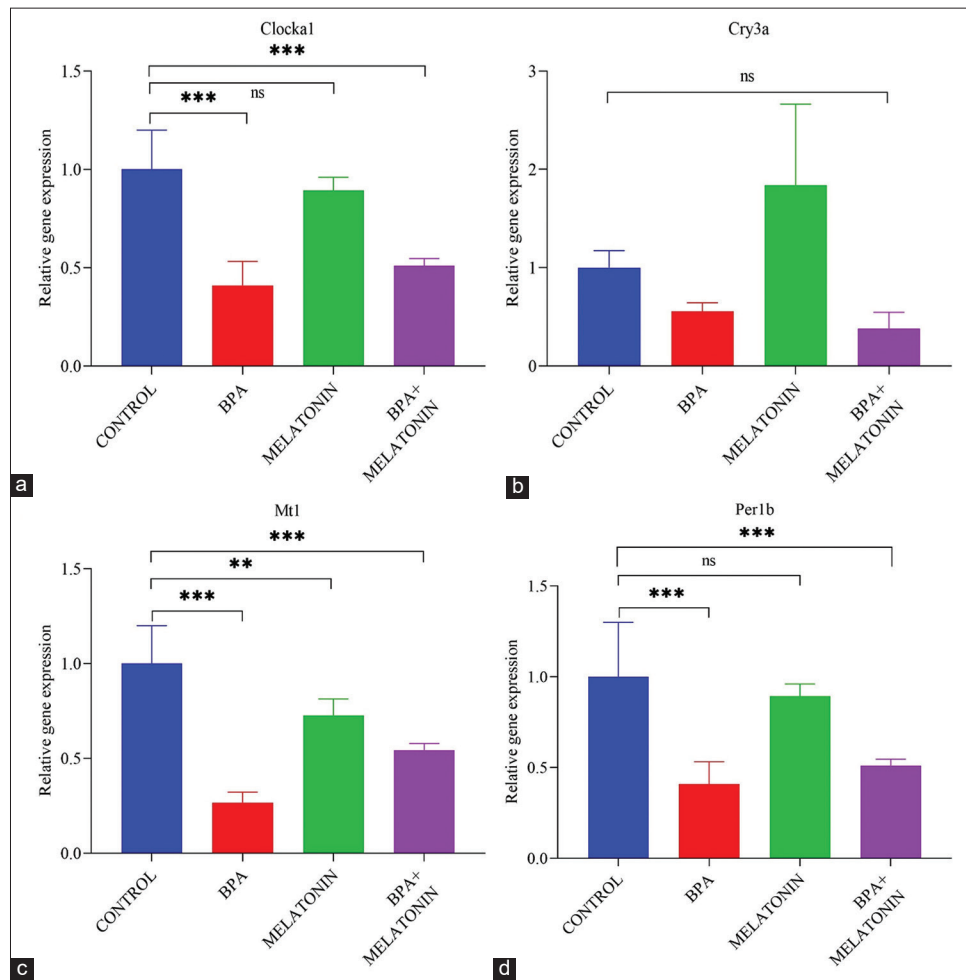 Clocka1
***
ns
***
Relative gene expression
1.5
1.0
0.5
0.0
CONTROL
BPA
MELATONIN
BPA+
MELATONIN
a
Cry3a
ns
Relative gene expression
3
2
1
0
CONTROL
BPA
MELATONIN
BPA+
MELATONIN
b
Mt1
***
**
***
Relative gene expression
1.5
1.0
0.5
0.0
CONTROL
BPA
MELATONIN
BPA+
MELATONIN
c
Per1b
***
ns
***
Relative gene expression
1.5
1.0
0.5
0.0
CONTROL
BPA
MELATONIN
BPA+
MELATONIN
d